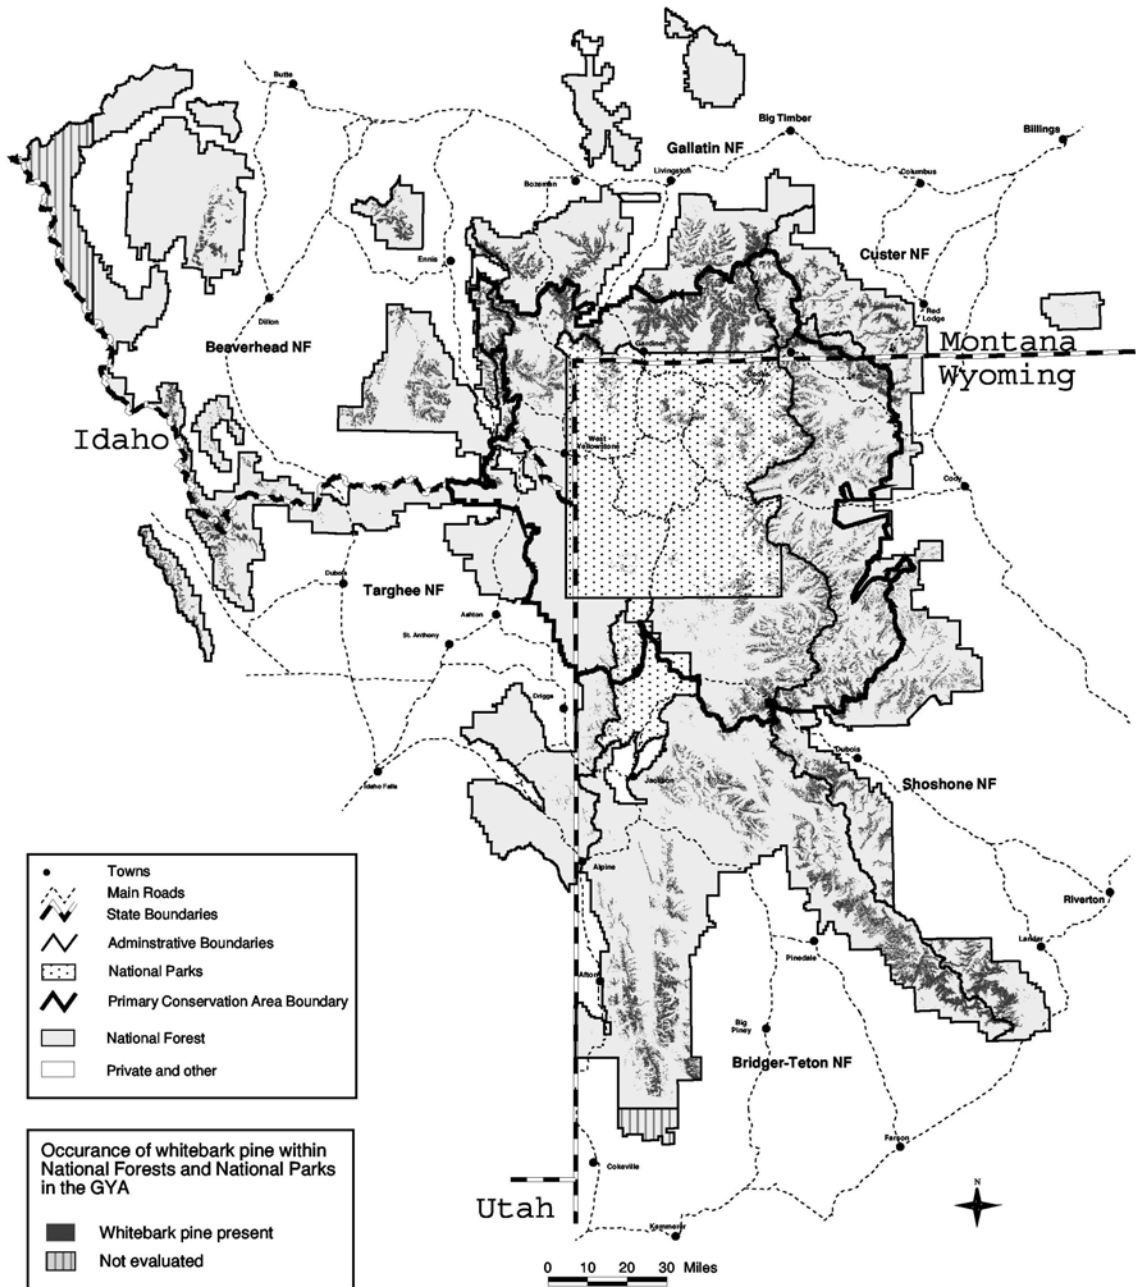 Butte
Big Timber
Billings
Gallatin NF
Livingston
Bozeman
Columbus
Custer NF
Ennis
Red
Lodge
Dillon
Beaverhead NF
Gardiner
Montana
Wyoming
Idaho
West
Yellowstone
Cody
Dubois
Targhee NF
Ashton
St. Anthony
Driggs
Dubois
Idaho Falls
Jackson
Shoshone NF
Alpine
Riverton
Lander
Pinedale
Afton
Big
Piney
Bridger-Teton NF
Farson
Cokeville
Utah
Kemmerer
N
0 10 20 30 Miles
Towns
Main Roads
State Boundaries
Adminstrative Boundaries
National Parks
Primary Conservation Area Boundary
National Forest
Private and other
Occurance of whitebark pine within
National Forests and National Parks
in the GYA
Whitebark pine present
Not evaluated